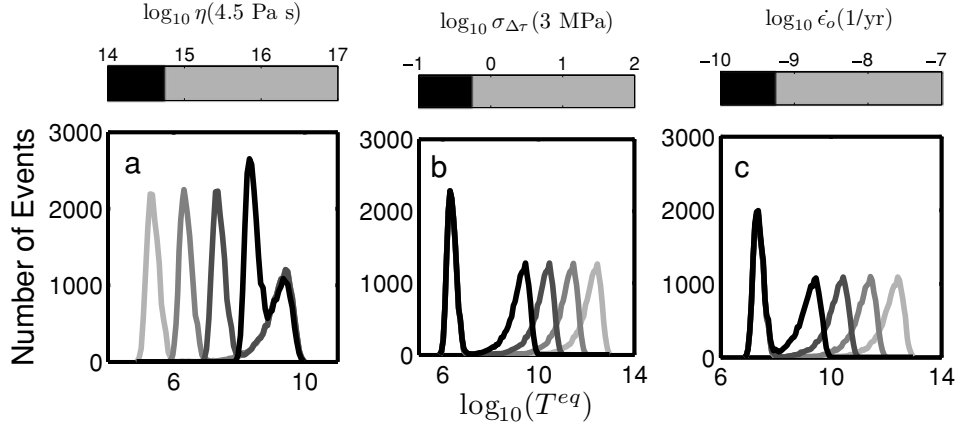 log₁₀ η(4.5 Pa s)
14 15 16 17
log₁₀ σ_Δτ(3 MPa)
−1 0 1 2
log₁₀ ϵ̇ₒ(1/yr)
−10 −9 −8 −7
Number of Events
3000
2000
1000
0
a
6 10
3000
2000
1000
0
b
6 10 14
log₁₀(T^eq)
3000
2000
1000
0
c
6 10 14